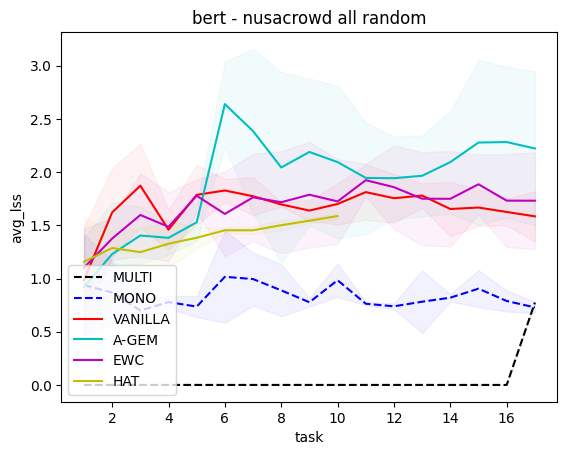 bert - nusacrowd all random
avg_lss
3.0
2.5
2.0
1.5
1.0
0.5
0.0
MULTI
MONO
VANILLA
A-GEM
EWC
HAT
2 4 6 8 10 12 14 16
task